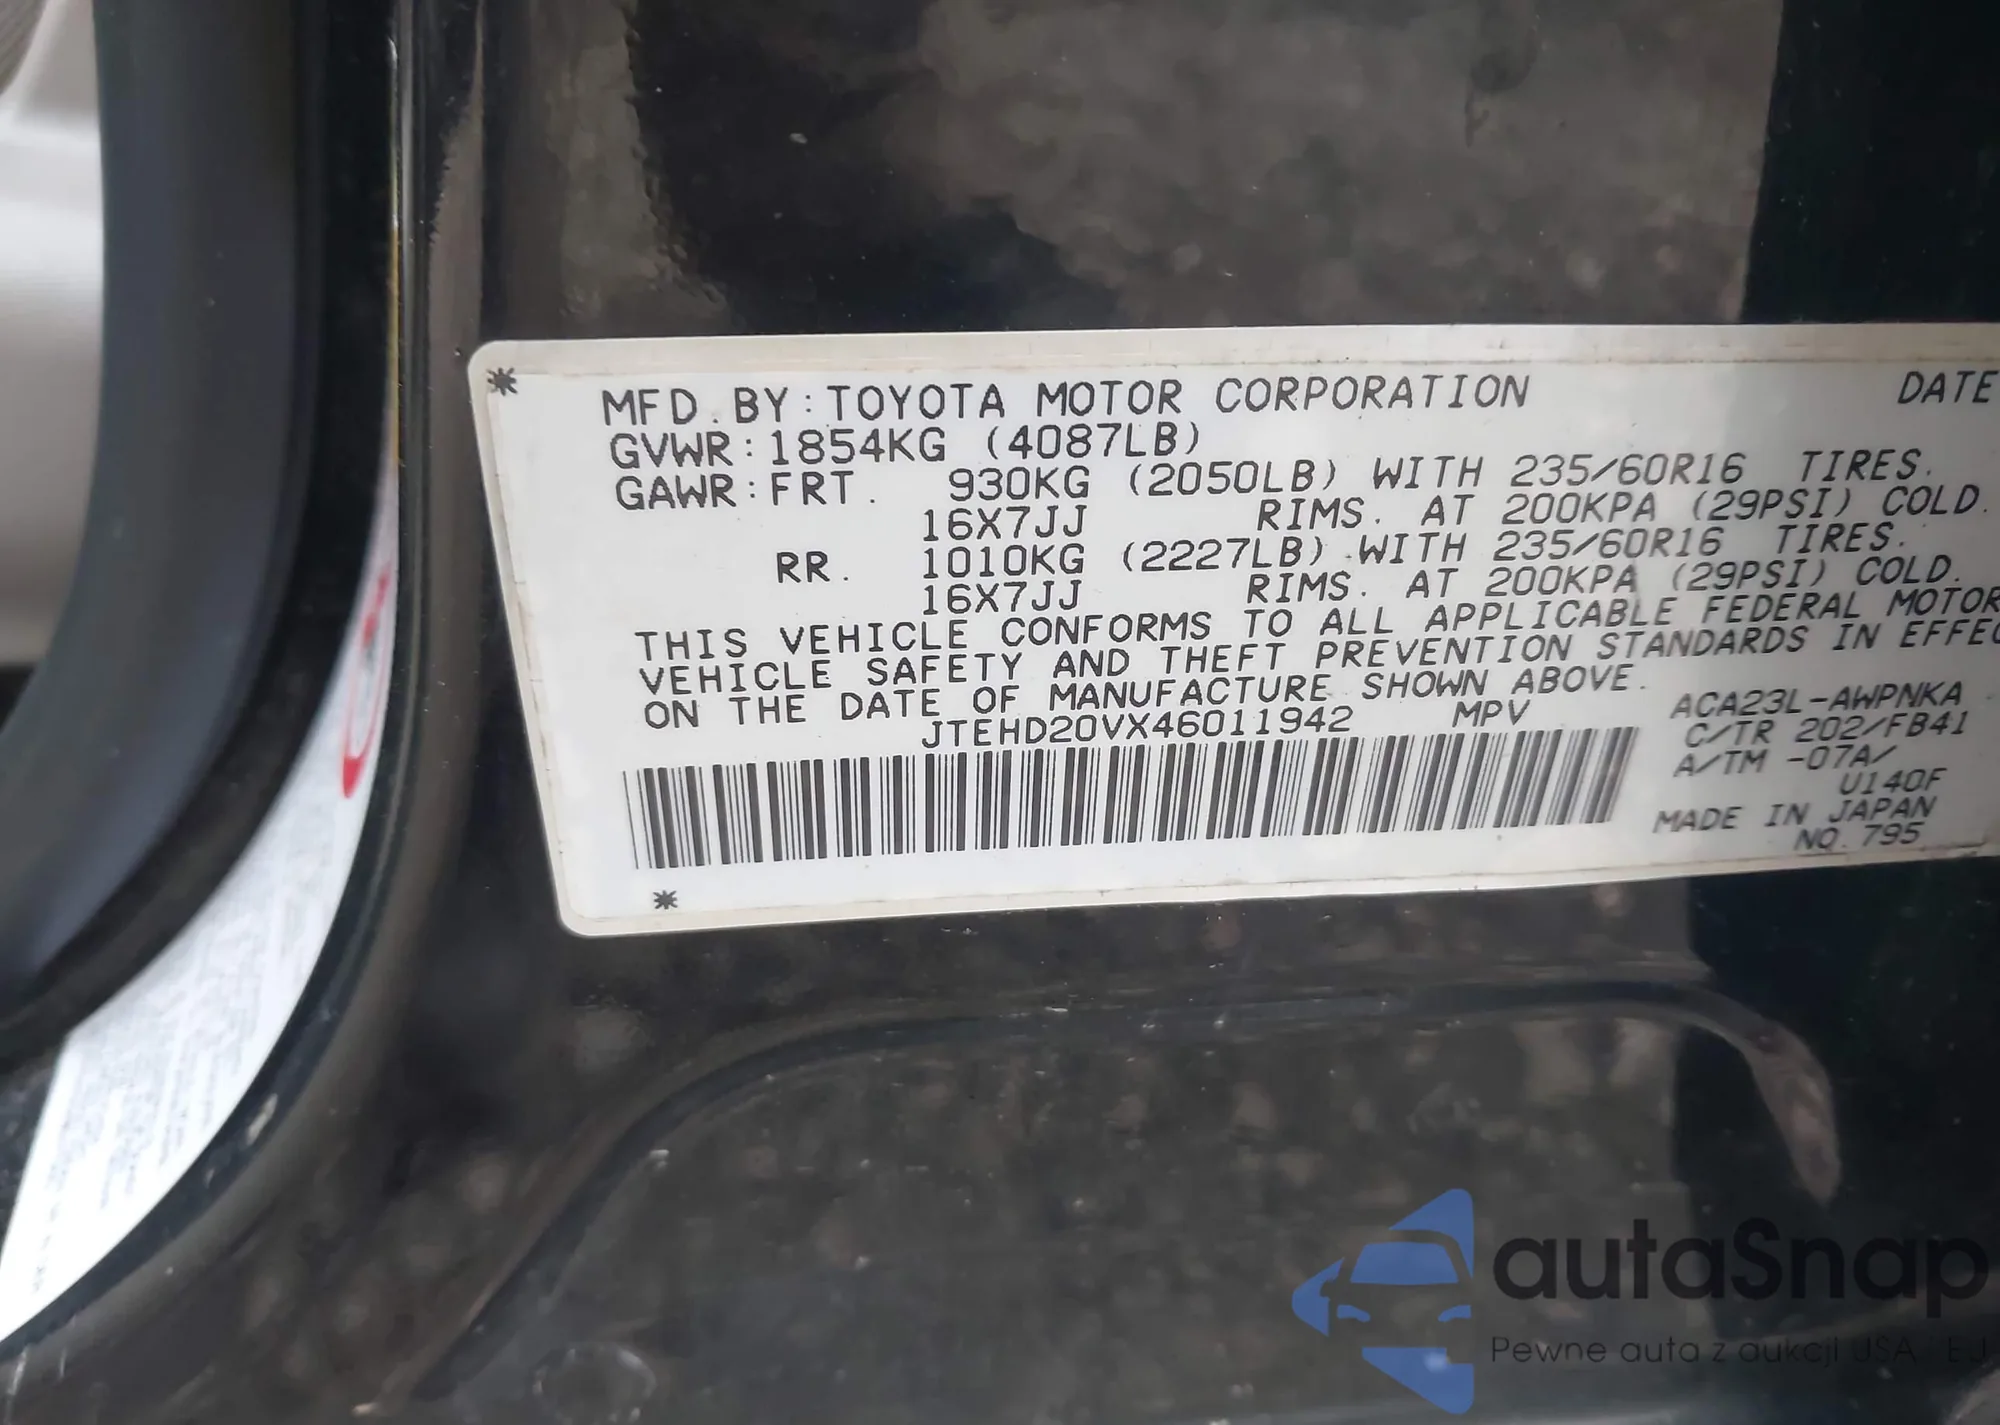 MFD. BY: TOYOTA MOTOR CORPORATION DATE
GVWR: 1854KG (4087LB)
GAWR: FRT. 930KG (2050LB) WITH 235/60R16 TIRES.
16X7JJ RIMS. AT 200KPA (29PSI) COLD.
RR. 1010KG (2227LB) WITH 235/60R16 TIRES.
16X7JJ RIMS. AT 200KPA (29PSI) COLD.
THIS VEHICLE CONFORMS TO ALL APPLICABLE FEDERAL MOTOR
VEHICLE SAFETY AND THEFT PREVENTION STANDARDS IN EFFEC
ON THE DATE OF MANUFACTURE SHOWN ABOVE.
JTEHD20VX46011942 MPV
ACA23L-AWPNKA
C/TR 202/FB41
A/TM -07A/
U140F
MADE IN JAPAN
NO. 795
autaSnap
Pewne auta z aukcji USA, EJ